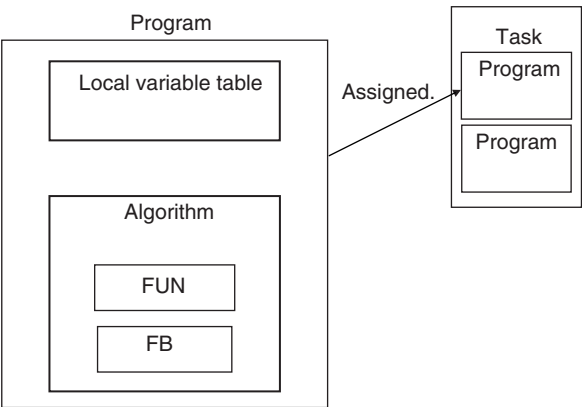 Program
Local variable table
Algorithm
FUN
FB
Assigned.
Task
Program
Program